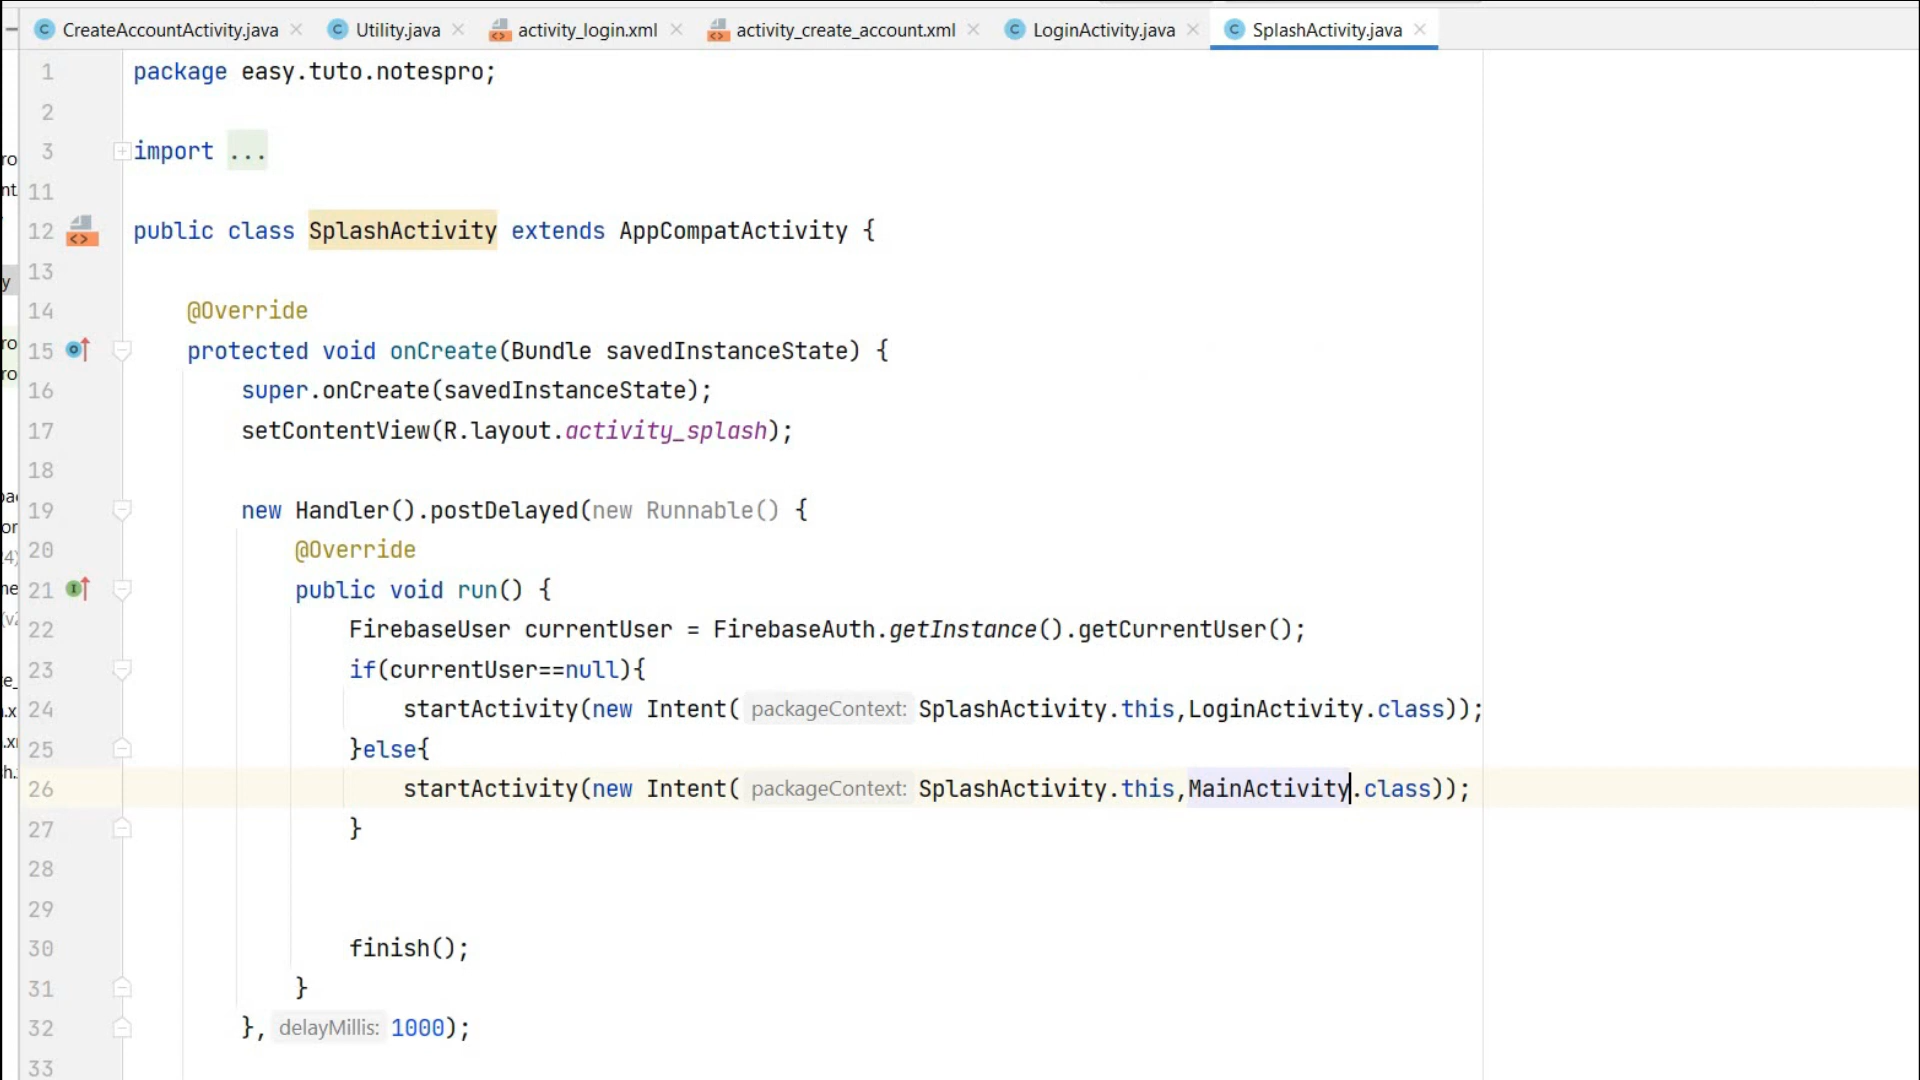 CreateAccountActivity.java Utility.java activity_login.xml activity_create_account.xml LoginActivity.java SplashActivity.java
1 package easy.tuto.notespro;
2
3 import ...
11
12 public class SplashActivity extends AppCompatActivity {
13
14 @Override
15 protected void onCreate(Bundle savedInstanceState) {
16 super.onCreate(savedInstanceState);
17 setContentView(R.layout.activity_splash);
18
19 new Handler().postDelayed(new Runnable() {
20 @Override
21 public void run() {
22 FirebaseUser currentUser = FirebaseAuth.getInstance().getCurrentUser();
23 if(currentUser==null){
24 startActivity(new Intent( packageContext: SplashActivity.this,LoginActivity.class));
25 }else{
26 startActivity(new Intent( packageContext: SplashActivity.this,MainActivity.class));
27 }
28
29
30 finish();
31 }
32 }, delayMillis: 1000);
33